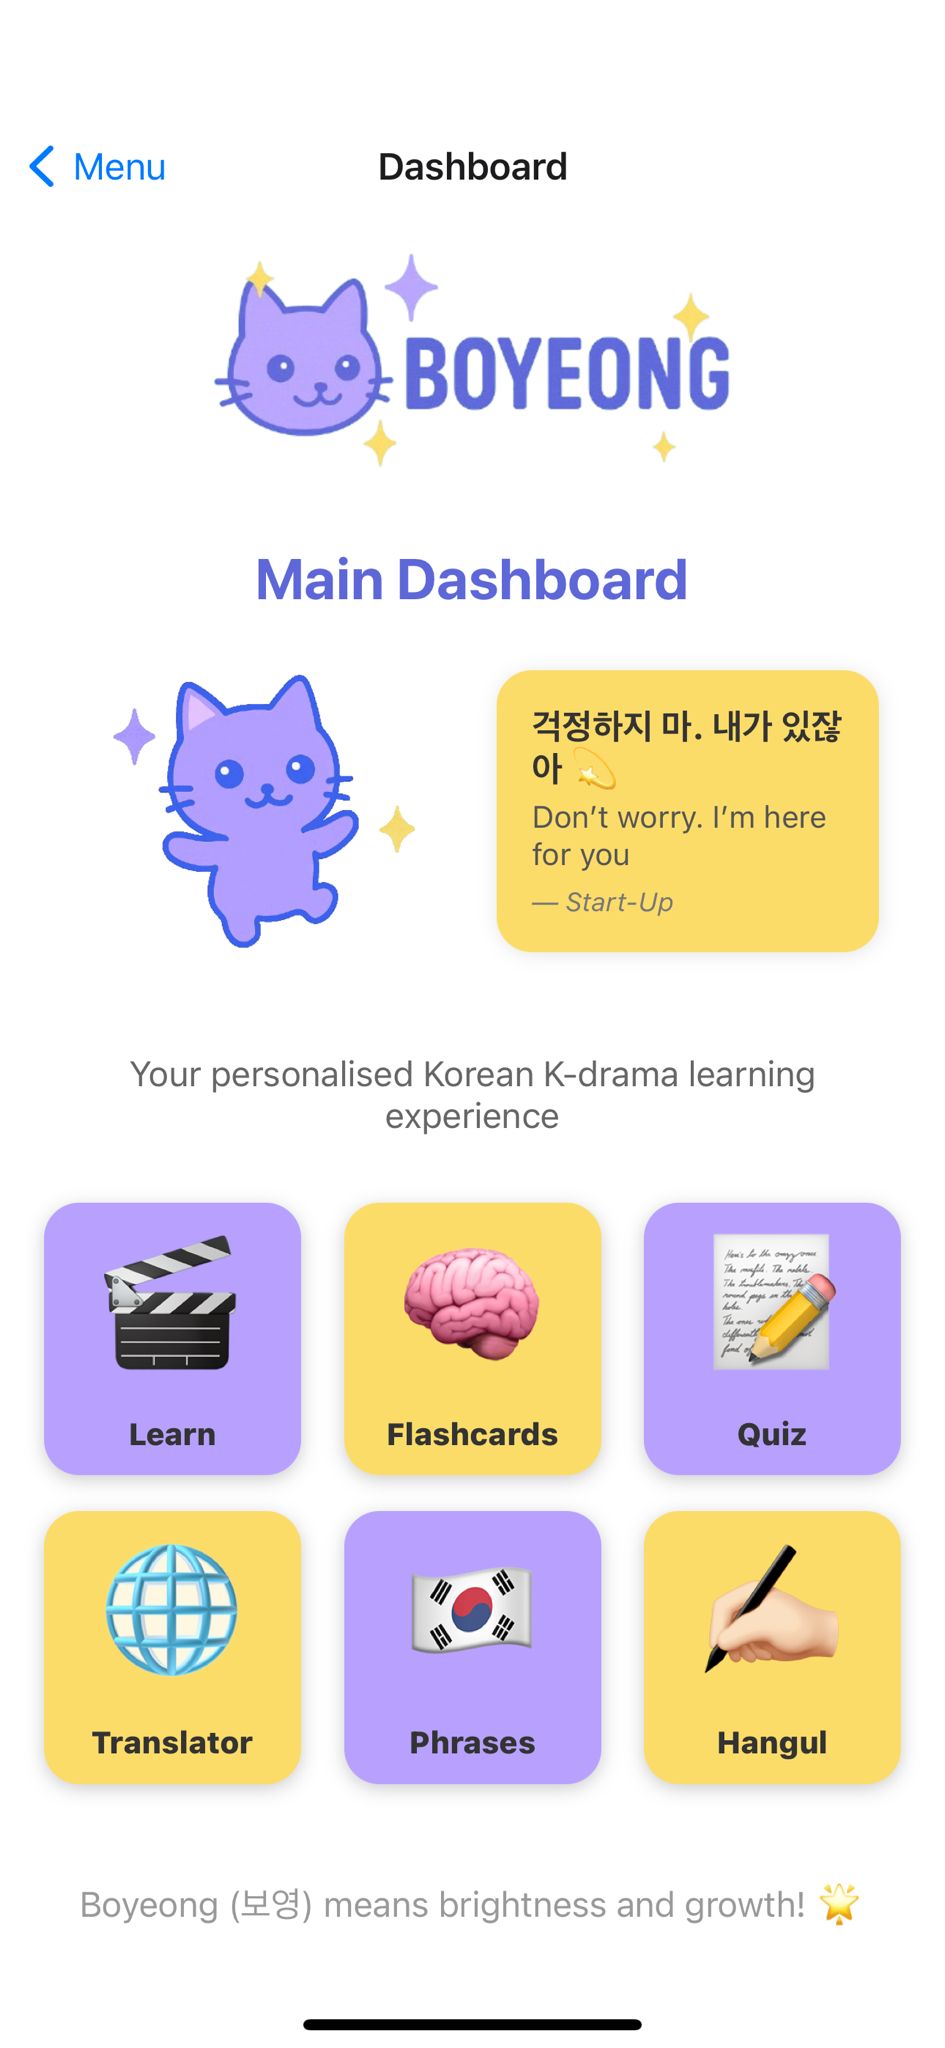 Menu
Dashboard
BOYEONG
Main Dashboard
걱정하지 마. 내가 있잖
아 💫
Don't worry. I'm here
for you
— Start-Up
Your personalised Korean K-drama learning
experience
Learn
Flashcards
Quiz
Translator
Phrases
Hangul
Boyeong (보영) means brightness and growth! 🌟